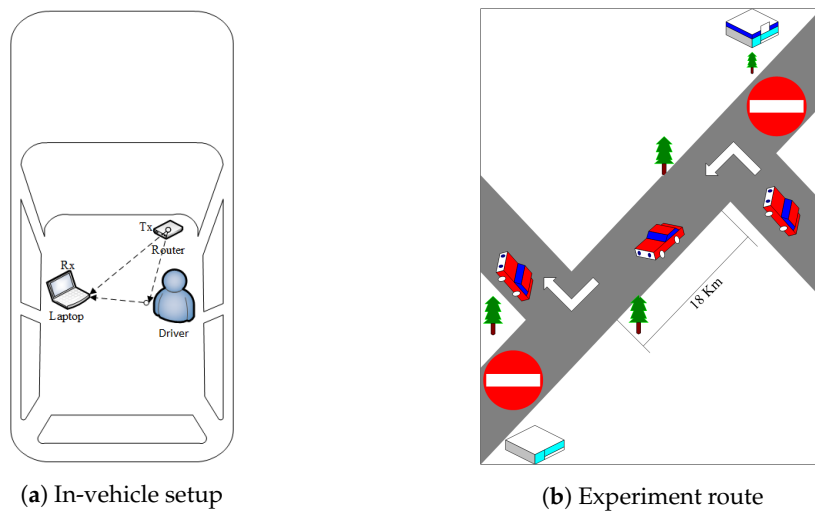 Tx
Router
Rx
Laptop
Driver
18 Km
(a) In-vehicle setup
(b) Experiment route